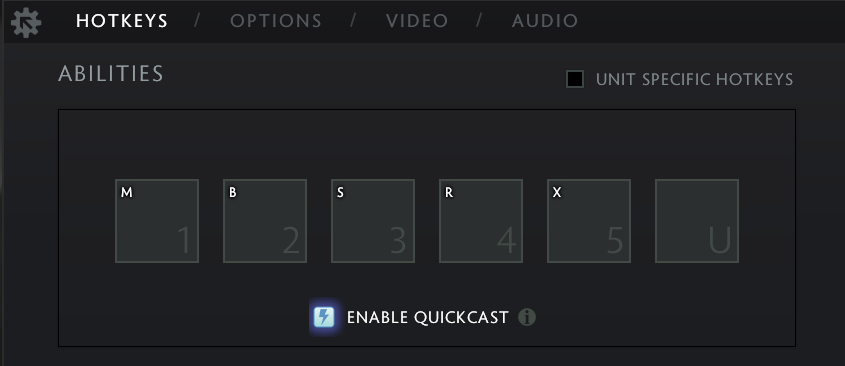 HOTKEYS / OPTIONS / VIDEO / AUDIO
ABILITIES
UNIT SPECIFIC HOTKEYS
M B S R X
1 2 3 4 5 U
ENABLE QUICKCAST i